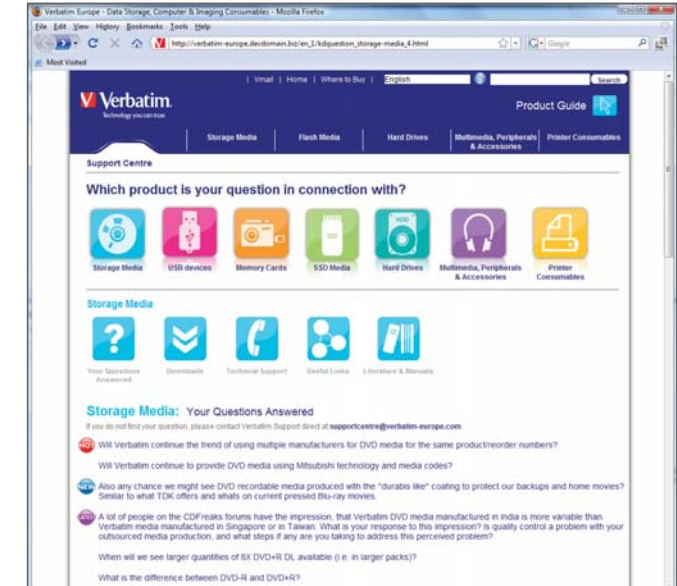 Verbatim Europe - Data Storage, Computer & Imaging Consumables - Mozilla Firefox
File Edit View History Bookmarks Tools Help
http://verbatim-europe.devdomain.biz/en_1/kdquestion_storage-media_4.html
Google
Most Visited
| Vmail | Home | Where to Buy | English Search
Verbatim.
Technology you can trust
Product Guide
Storage Media Flash Media Hard Drives Multimedia, Peripherals & Accessories Printer Consumables
Support Centre
Which product is your question in connection with?
HDD
SSD
Storage Media USB devices Memory Cards SSD Media Hard Drives Multimedia, Peripherals & Accessories Printer Consumables
Storage Media
?
Your Questions Answered Downloads Technical Support Useful Links Literature & Manuals
Storage Media: Your Questions Answered
If you do not find your question, please contact Verbatim Support direct at supportcentre@verbatim-europe.com.
HOT Will Verbatim continue the trend of using multiple manufacturers for DVD media for the same product/reorder numbers?
Will Verbatim continue to provide DVD media using Mitsubishi technology and media codes?
NEW Also any chance we might see DVD recordable media produced with the "durabis like" coating to protect our backups and home movies?
Similar to what TDK offers and whats on current pressed Blu-ray movies.
A lot of people on the CDFreaks forums have the impression, that Verbatim DVD media manufactured in India is more variable than
Verbatim media manufactured in Singapore or in Taiwan. What is your response to this impression? is quality control a problem with your
outsourced media production, and what steps if any are you taking to address this perceived problem?
When will we see larger quantities of 8X DVD+R DL available (i.e. in larger packs)?
What is the difference between DVD-R and DVD+R?